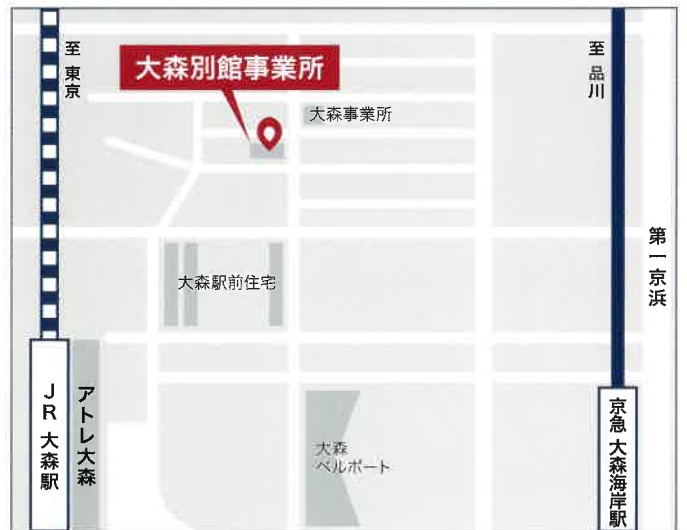 至 東京
大森別館事業所
至 品川
大森事業所
第一京浜
大森駅前住宅
JR 大森駅
アトレ大森
大森
ベルポート
京急 大森海岸駅